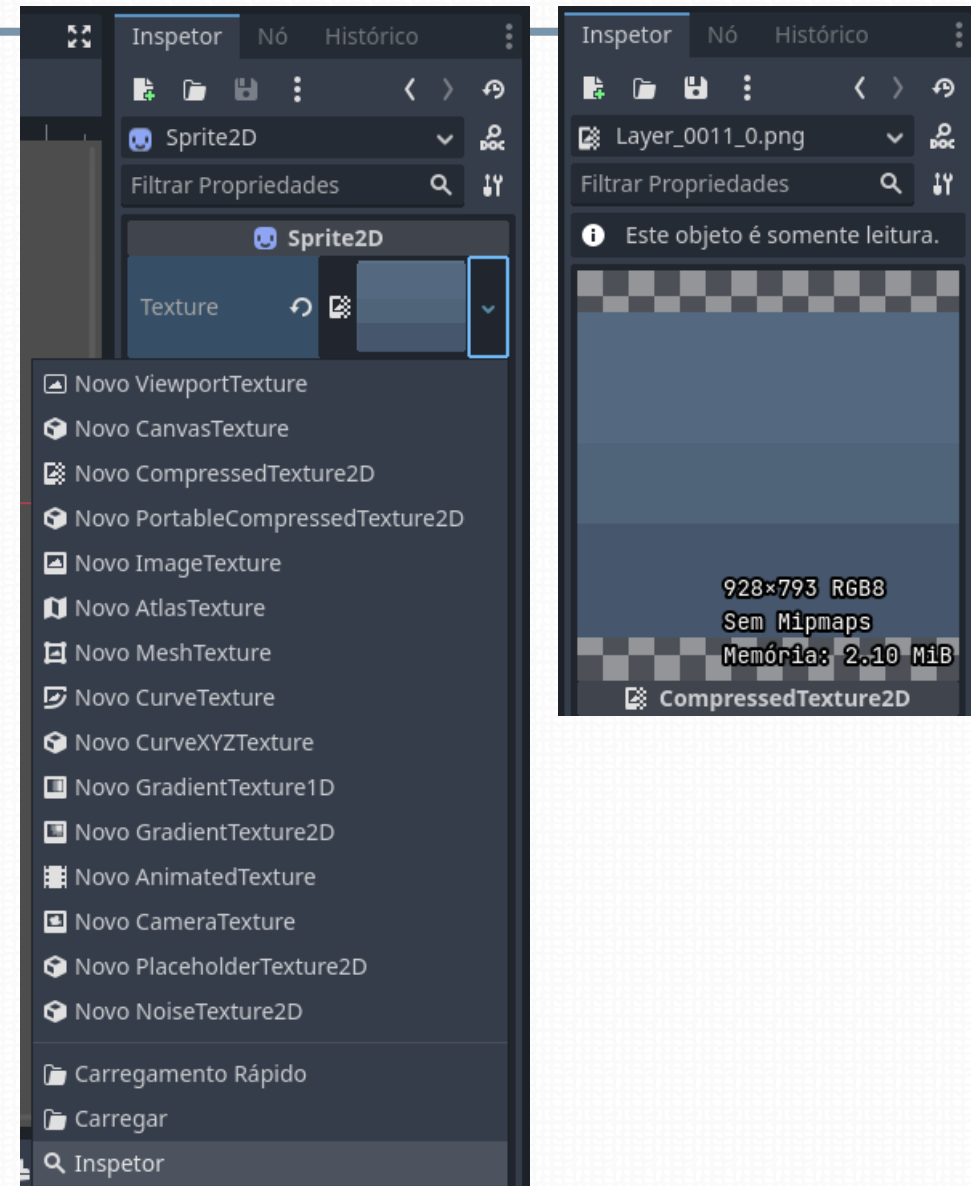 Inspetor Nó Histórico
Sprite2D
DOC
Filtrar Propriedades
Sprite2D
Texture
Novo ViewportTexture
Novo CanvasTexture
Novo CompressedTexture2D
Novo PortableCompressedTexture2D
Novo ImageTexture
Novo AtlasTexture
Novo MeshTexture
Novo CurveTexture
Novo CurveXYZTexture
Novo GradientTexture1D
Novo GradientTexture2D
Novo AnimatedTexture
Novo CameraTexture
Novo PlaceholderTexture2D
Novo NoiseTexture2D
Carregamento Rápido
Carregar
Inspetor
Inspetor Nó Histórico
Layer_0011_0.png
DOC
Filtrar Propriedades
Este objeto é somente leitura.
928×793 RGB8
Sem Mipmaps
Memória: 2.10 MiB
CompressedTexture2D